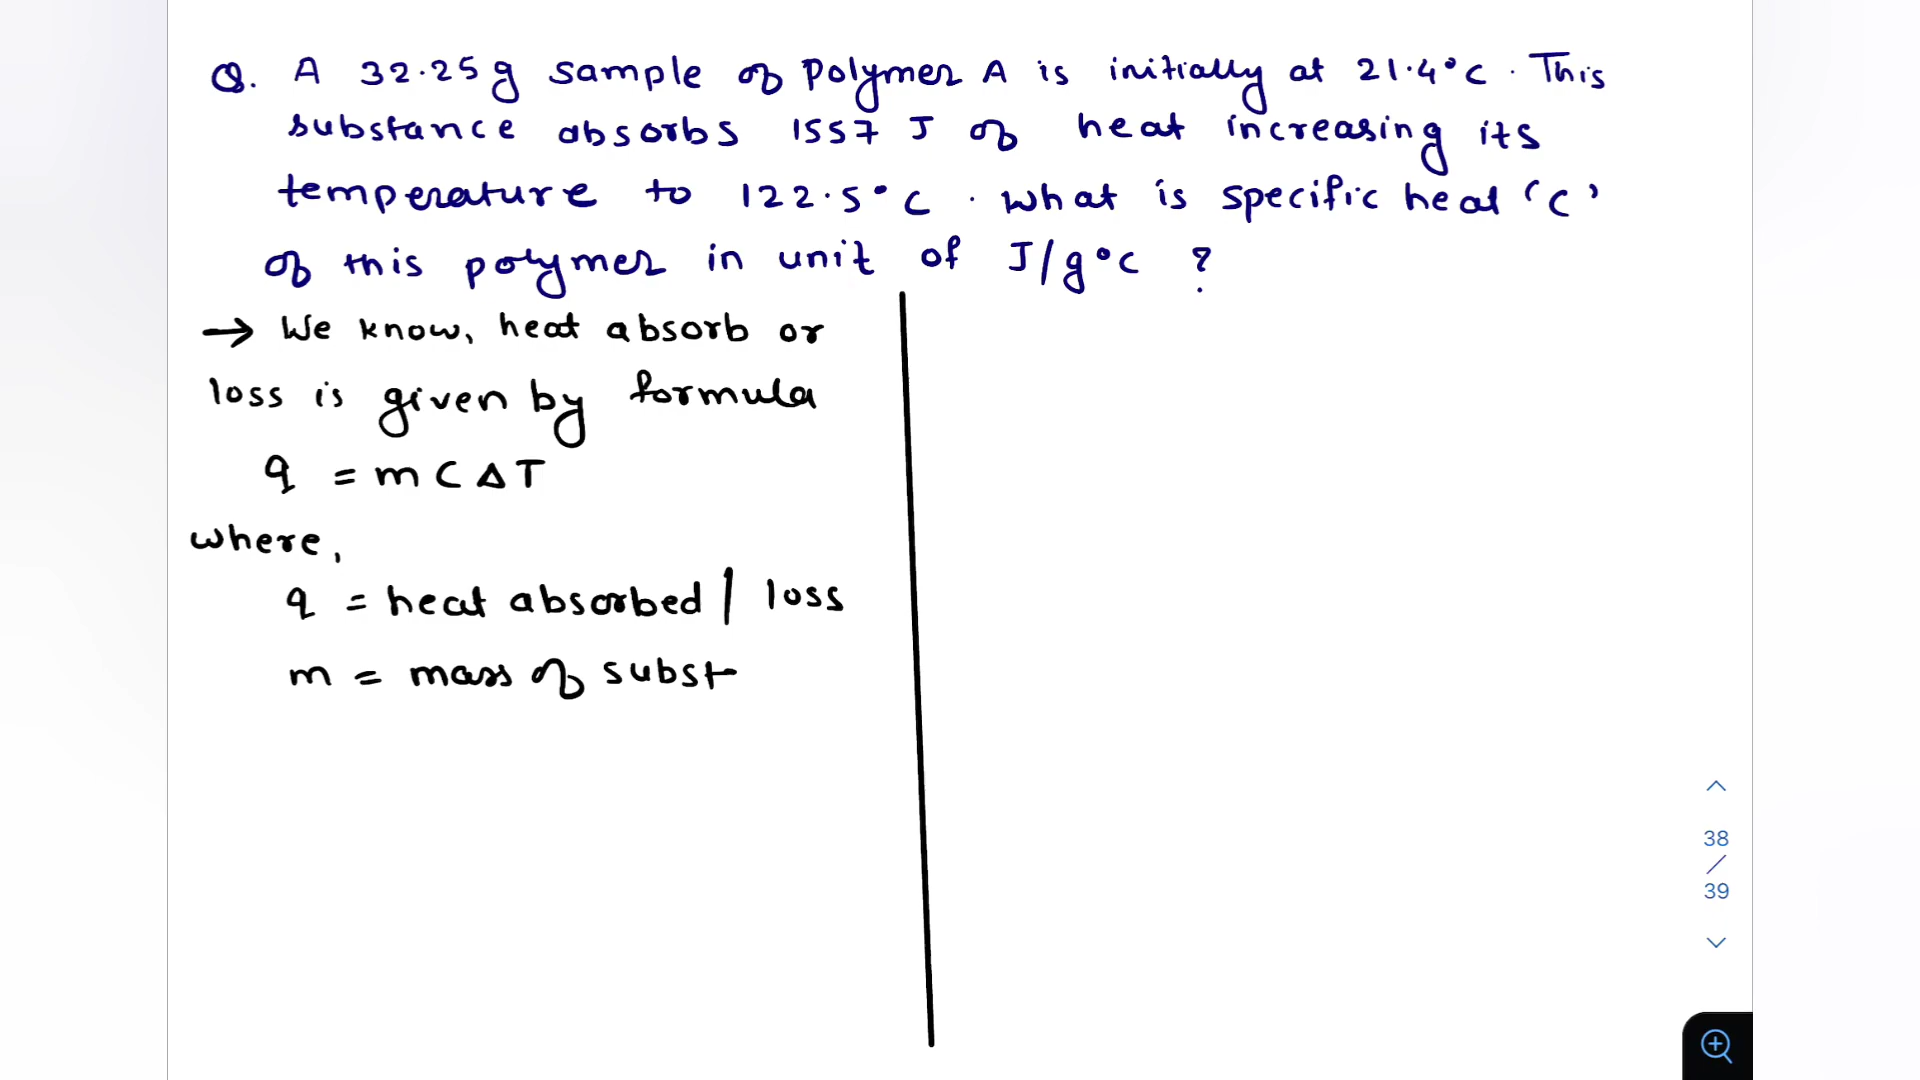 Q. A 32.25g sample of polymer A is initially at 21.4°C. This
substance absorbs 1557 J of heat increasing its
temperature to 122.5°C. What is specific heat 'C'
of this polymer in unit of J/g°C ?
→ We know, heat absorb or
loss is given by formula
q = mCΔT
where,
q = heat absorbed / loss
m = mass of subst
38
/
39